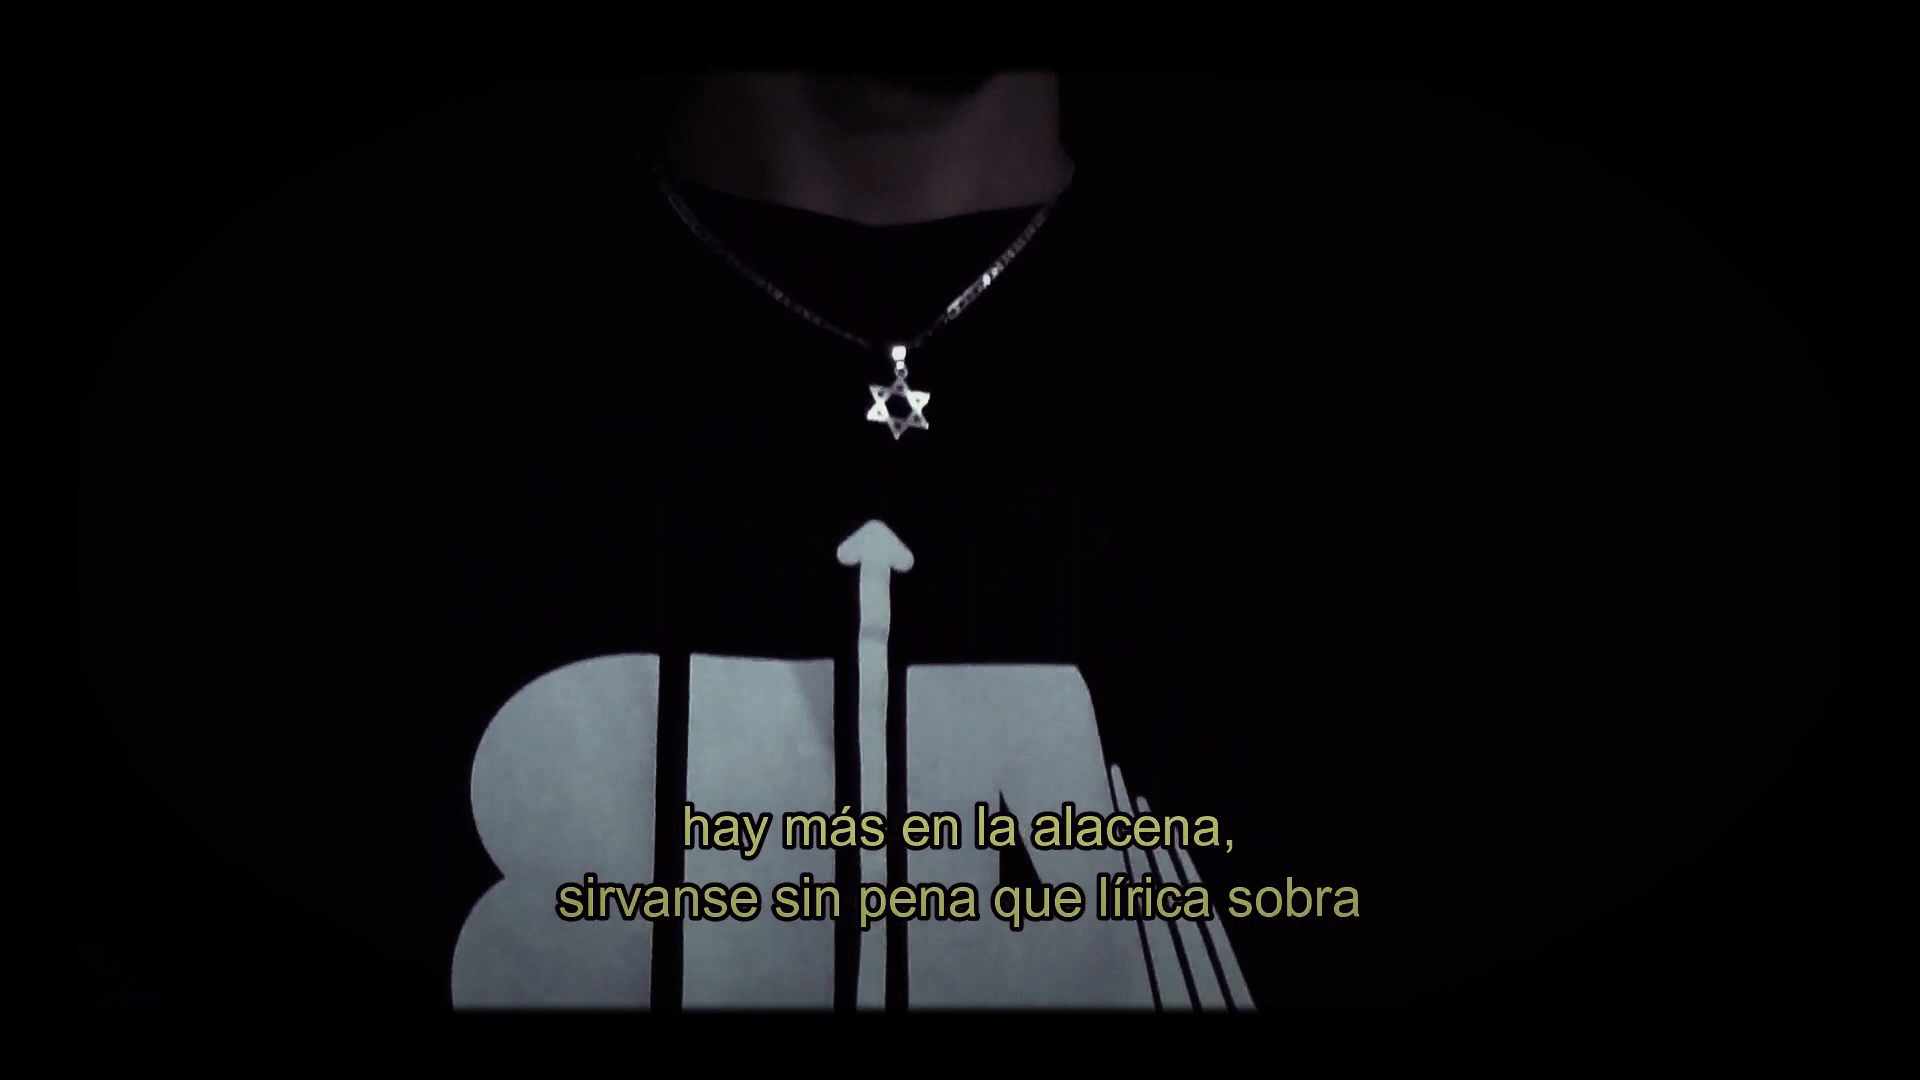 hay más en la alacena,
sirvanse sin pena que lírica sobra